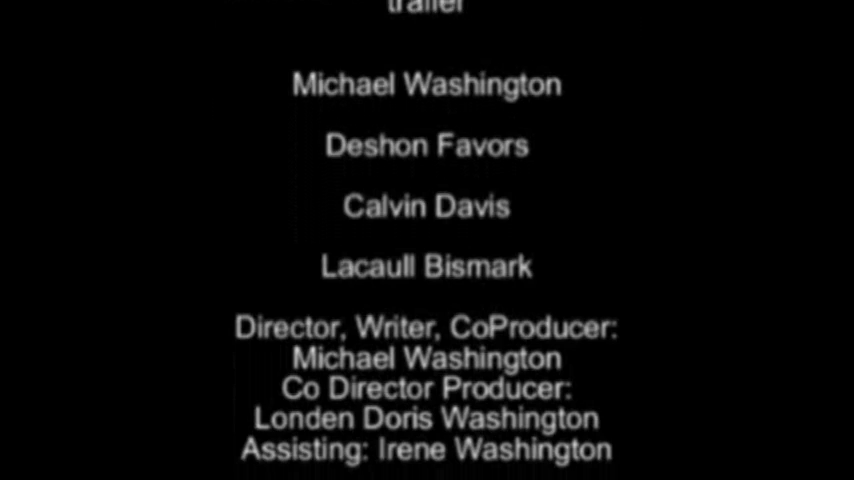 trailer
Michael Washington
Deshon Favors
Calvin Davis
Lacaull Bismark
Director, Writer, CoProducer:
Michael Washington
Co Director Producer:
Londen Doris Washington
Assisting: Irene Washington